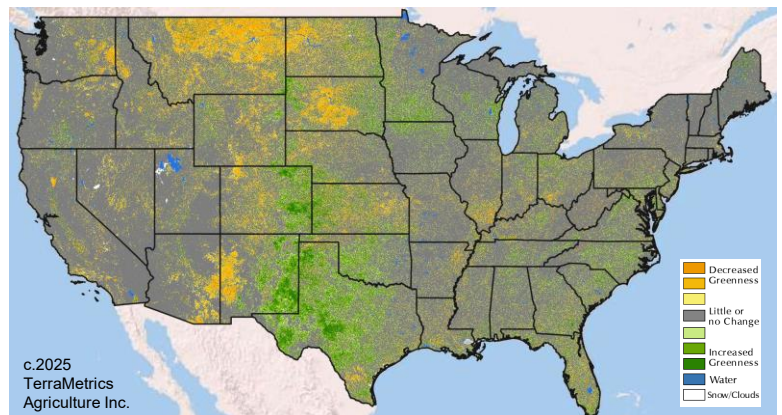 Decreased
Greenness
Little or
no Change
Increased
Greenness
Water
Snow/Clouds
c.2025
TerraMetrics
Agriculture Inc.